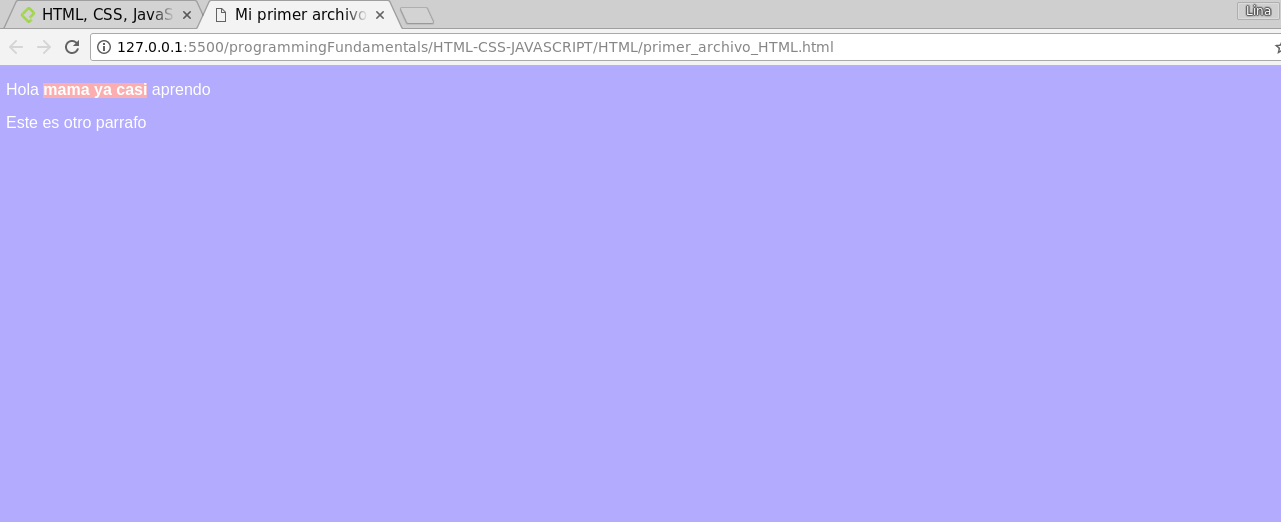 HTML, CSS, JavaS
Mi primer archivo
Lina
127.0.0.1:5500/programmingFundamentals/HTML-CSS-JAVASCRIPT/HTML/primer_archivo_HTML.html
Hola mama ya casi aprendo
Este es otro parrafo